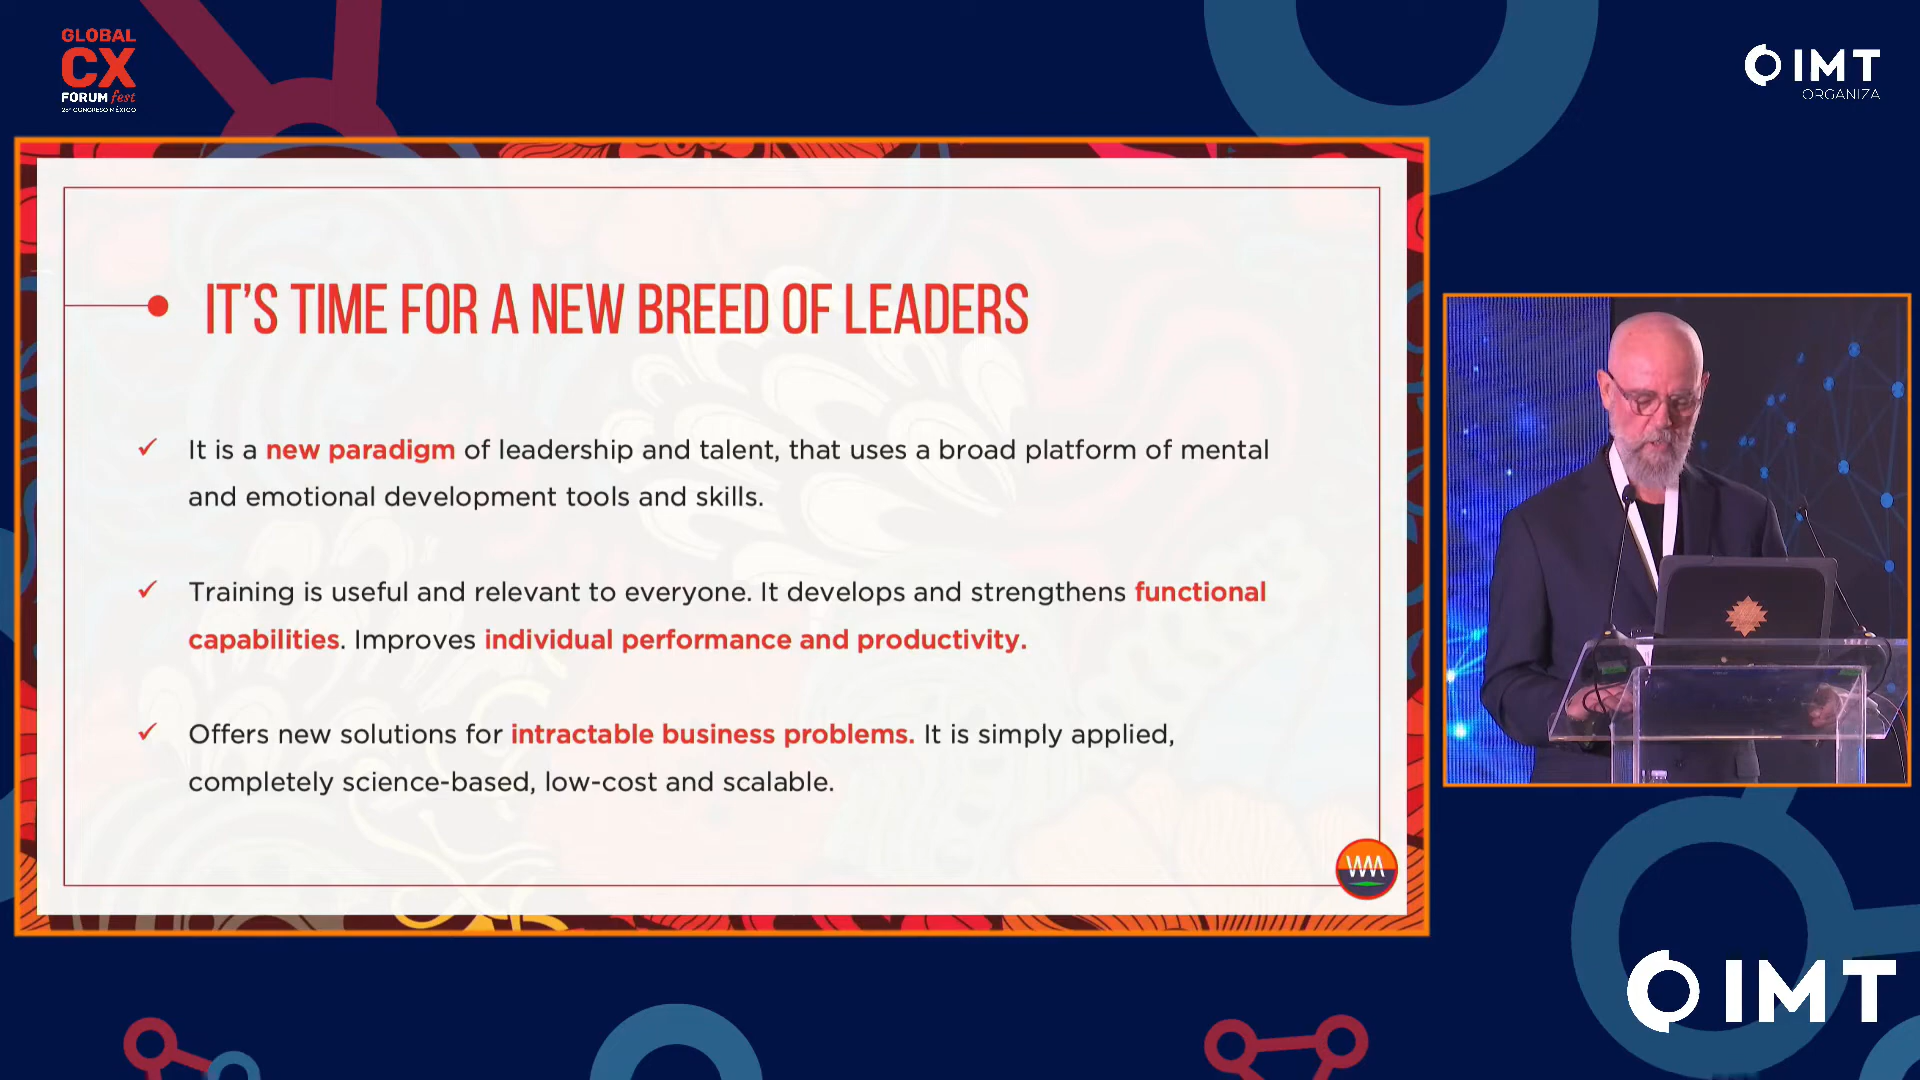 GLOBAL
CX
FORUM fest
25º CONGRESO MÉXICO
IMT
ORGANIZA
IT’S TIME FOR A NEW BREED OF LEADERS
It is a new paradigm of leadership and talent, that uses a broad platform of mental
and emotional development tools and skills.
Training is useful and relevant to everyone. It develops and strengthens functional
capabilities. Improves individual performance and productivity.
Offers new solutions for intractable business problems. It is simply applied,
completely science-based, low-cost and scalable.
IMT